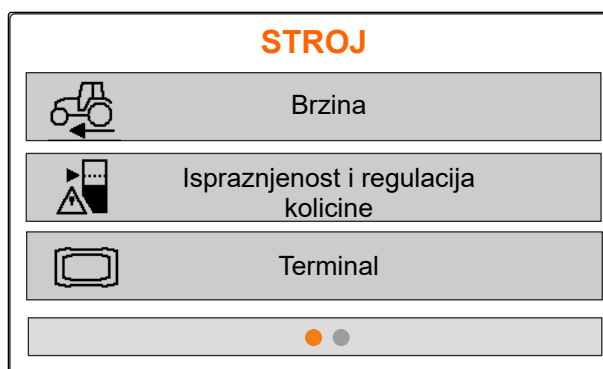 STROJ
Brzina
Ispraznjenost i regulacija
kolicine
Terminal